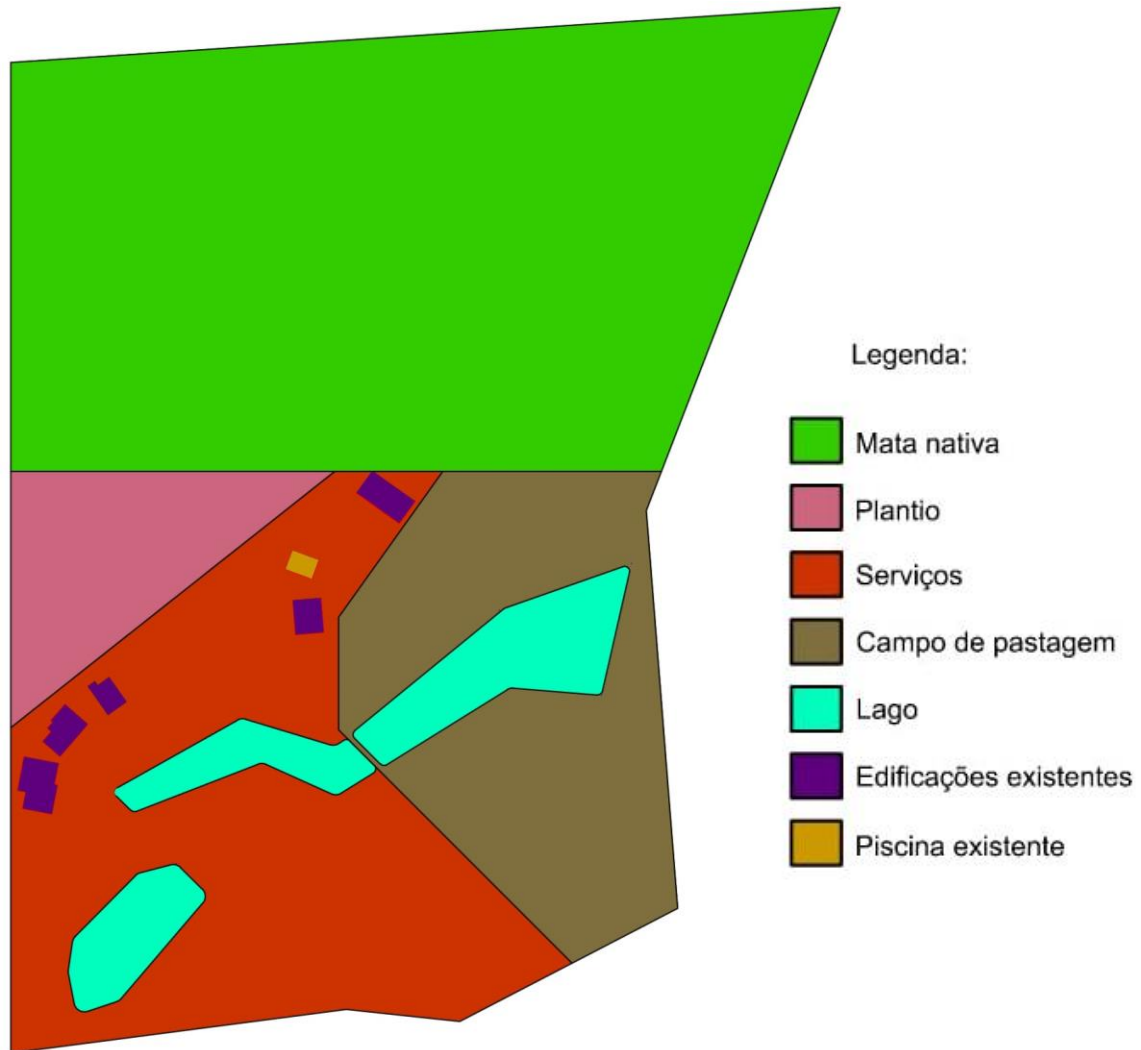 Legenda:
Mata nativa
Plantio
Serviços
Campo de pastagem
Lago
Edificações existentes
Piscina existente